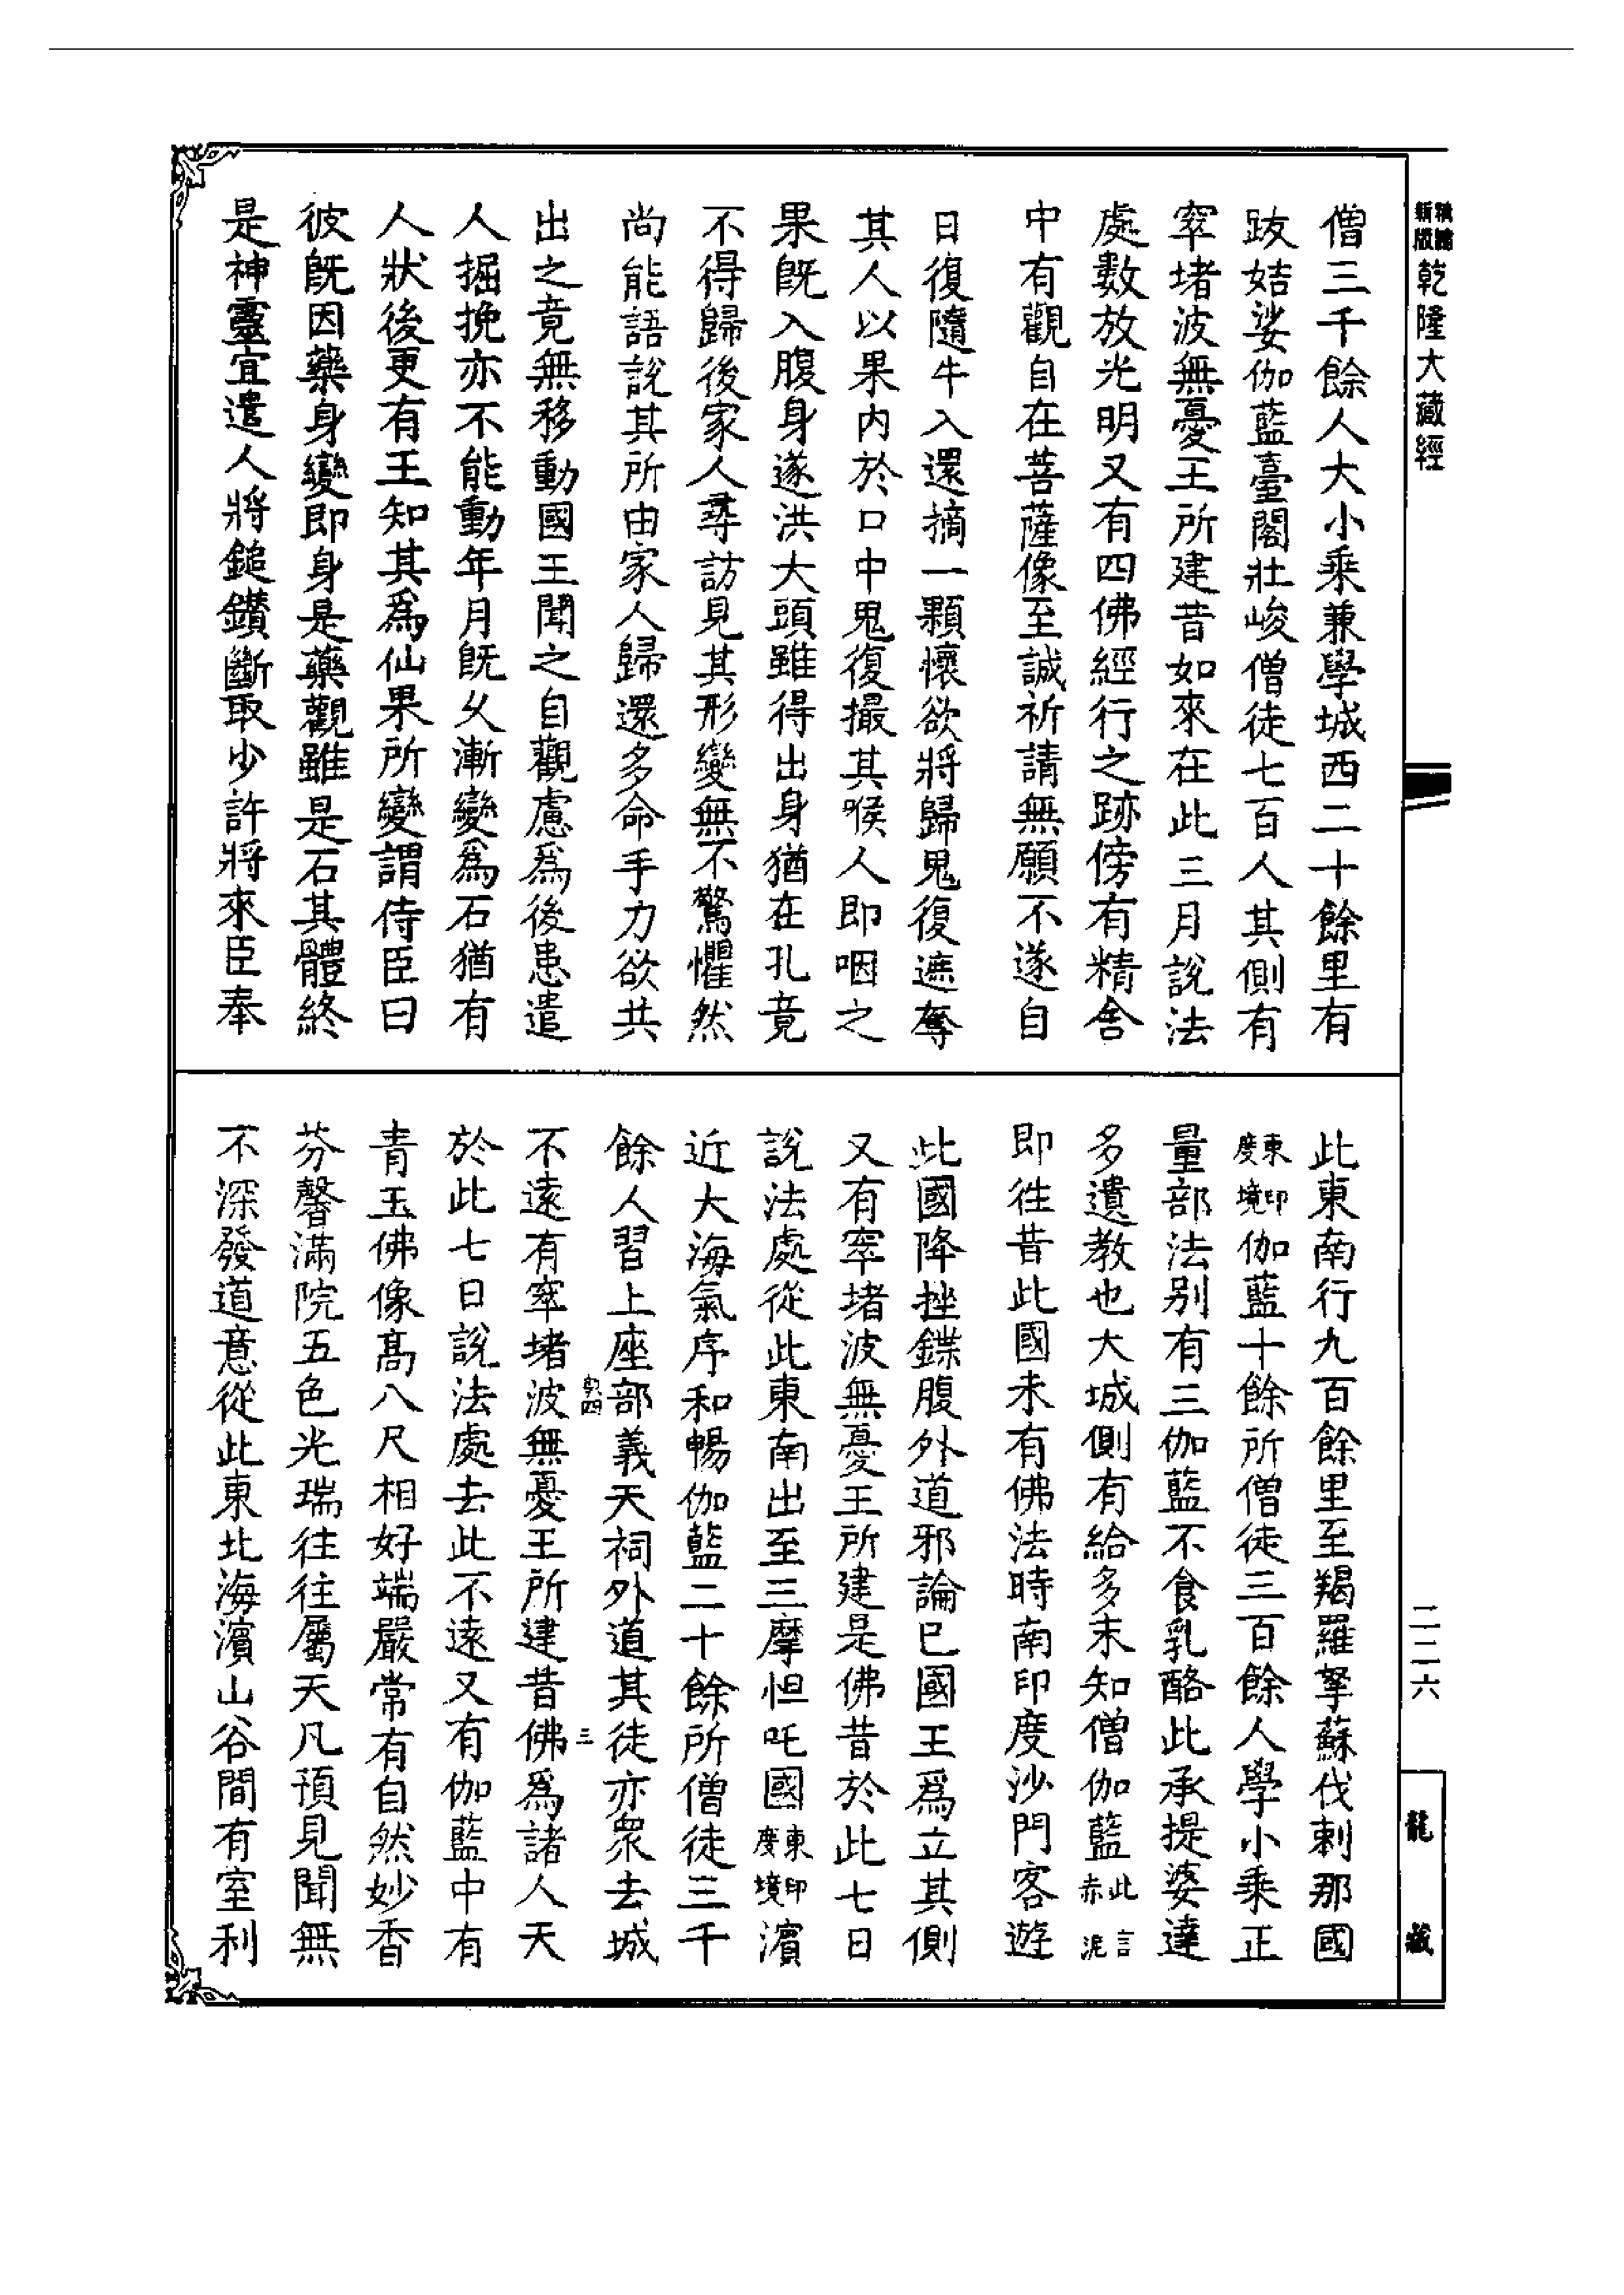 新版
精編
乾隆大藏經
僧三千餘人大小乘兼學城西二十餘里有
跋姞娑伽藍臺閣壯峻僧徒七百人其側有
窣堵波無憂王所建昔如來在此三月說法
處數放光明又有四佛經行之跡傍有精舍
中有觀自在菩薩像至誠祈請無願不遂自
日復隨牛入還摘一顆懷欲將歸鬼復遮奪
其人以果內於口中鬼復撮其喉人即咽之
果既入腹身遂洪大頭雖得出身猶在孔竟
不得歸後家人尋訪見其形變無不驚懼然
尚能語說其所由家人歸還多命手力欲共
出之竟無移動國王聞之自觀慮為後患遣
人掘挽亦不能動年月既久漸變為石猶有
人狀後更有王知其為仙果所變謂侍臣曰
彼既因藥身變即身是藥觀雖是石其體終
是神靈宜遣人將鎚鑽斷取少許將來臣奉
此東南行九百餘里至羯羅拏蘇伐剌那國
東印度境伽藍十餘所僧徒三百餘人學小乘正
量部法別有三伽藍不食乳酪此承提婆達
多遺教也大城側有給多末知僧伽藍此言赤泥
即往昔此國未有佛法時南印度沙門客遊
此國降挫鍱腹外道邪論已國王為立其側
又有窣堵波無憂王所建是佛昔於此七日
說法處從此東南出至三摩怛吒國東印度境濱
近大海氣序和暢伽藍二十餘所僧徒三千
餘人習上座部義天祠外道其徒亦眾去城
三
不遠有窣堵波無憂王所建昔佛為諸人天
於此七日說法處去此不遠又有伽藍中有
青玉佛像高八尺相好端嚴常有自然妙香
芬馨滿院五色光瑞往往屬天凡預見聞無
不深發道意從此東北海濱山谷間有室利
二二六
龍藏